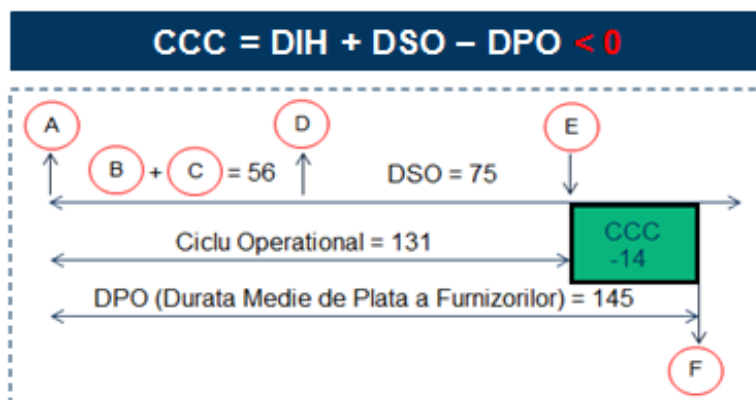 CCC = DIH + DSO – DPO < 0
A
D
E
B + C = 56
DSO = 75
Ciclu Operational = 131
CCC
-14
DPO (Durata Medie de Plata a Furnizorilor) = 145
F